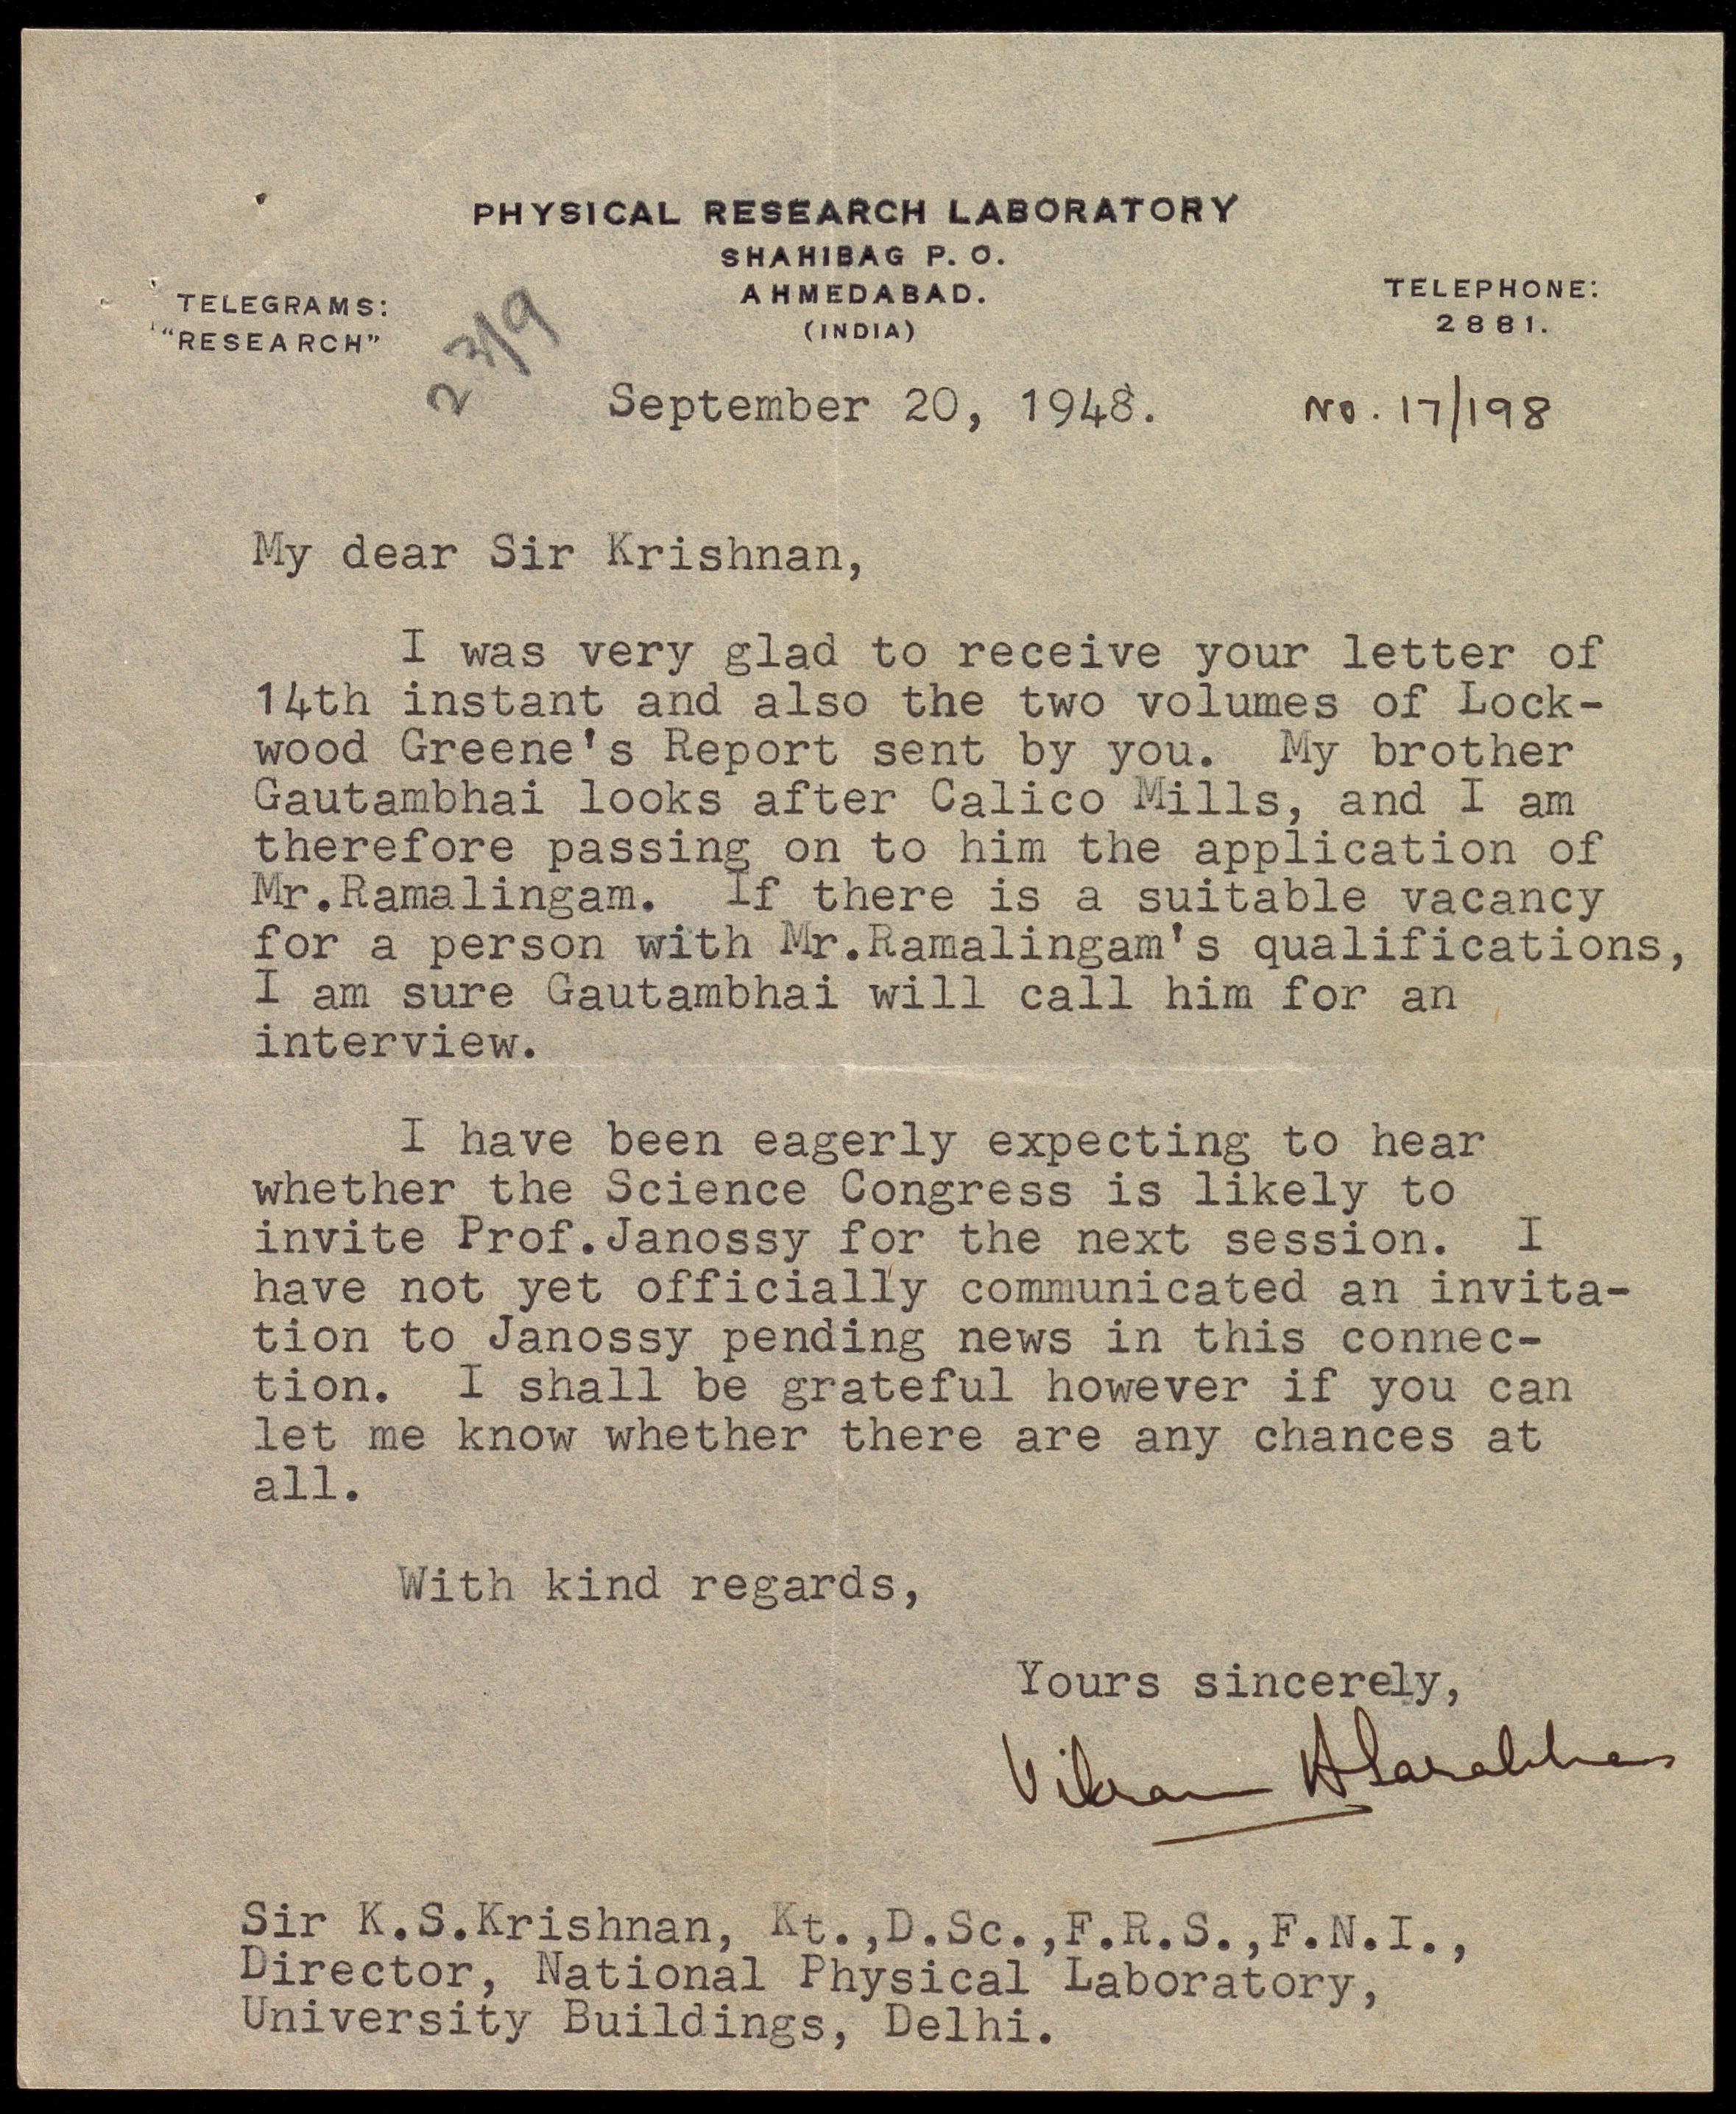 PHYSICAL RESEARCH LABORATORY
SHAHIBAG P. O.
AHMEDABAD.
(INDIA)
TELEGRAMS:
"RESEARCH"
TELEPHONE:
2881.
23/9
September 20, 1948.
No. 17/198
My dear Sir Krishnan,
I was very glad to receive your letter of
14th instant and also the two volumes of Lock-
wood Greene's Report sent by you. My brother
Gautambhai looks after Calico Mills, and I am
therefore passing on to him the application of
Mr.Ramalingam. If there is a suitable vacancy
for a person with Mr.Ramalingam's qualifications,
I am sure Gautambhai will call him for an
interview.
I have been eagerly expecting to hear
whether the Science Congress is likely to
invite Prof.Janossy for the next session. I
have not yet officially communicated an invita-
tion to Janossy pending news in this connec-
tion. I shall be grateful however if you can
let me know whether there are any chances at
all.
With kind regards,
Yours sincerely,
Vikram A Sarabhai
Sir K.S.Krishnan, Kt.,D.Sc.,F.R.S.,F.N.I.,
Director, National Physical Laboratory,
University Buildings, Delhi.